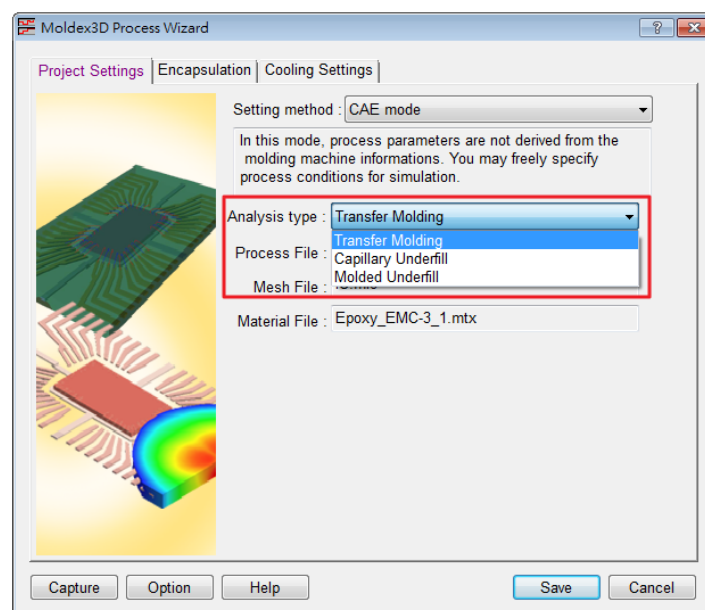 Moldex3D Process Wizard
Project Settings Encapsulation Cooling Settings
Setting method : CAE mode
In this mode, process parameters are not derived from the
molding machine informations. You may freely specify
process conditions for simulation.
Analysis type : Transfer Molding
Transfer Molding
Process File : Capillary Underfill
Molded Underfill
Mesh File :
Material File : Epoxy_EMC-3_1.mtx
Capture Option Help Save Cancel